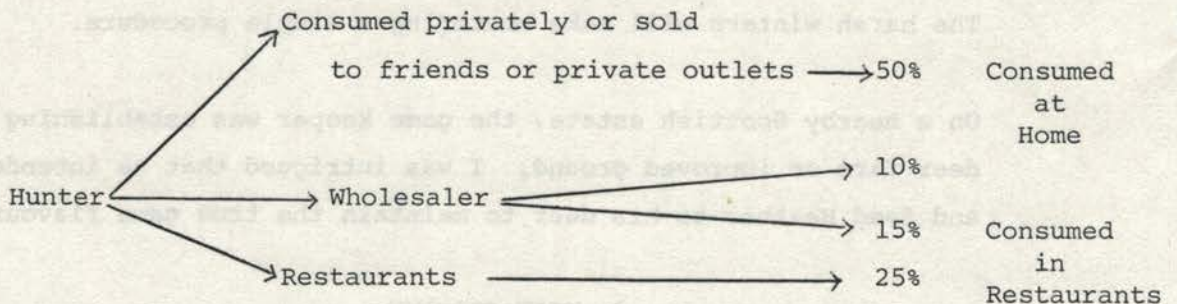 Consumed privately or sold
to friends or private outlets 50% Consumed
at
Home
10%
Hunter Wholesaler
15% Consumed
in
Restaurants 25% Restaurants